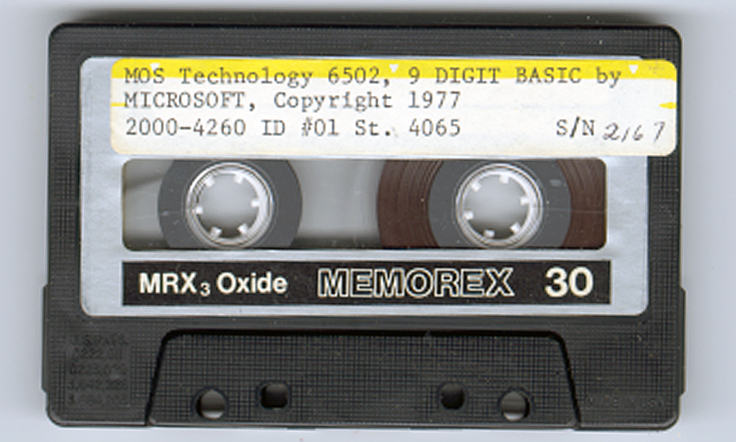 MOS Technology 6502, 9 DIGIT BASIC by
MICROSOFT, Copyright 1977
2000-4260 ID #01 St. 4065 S/N 2167
MRX3 Oxide MEMOREX 30